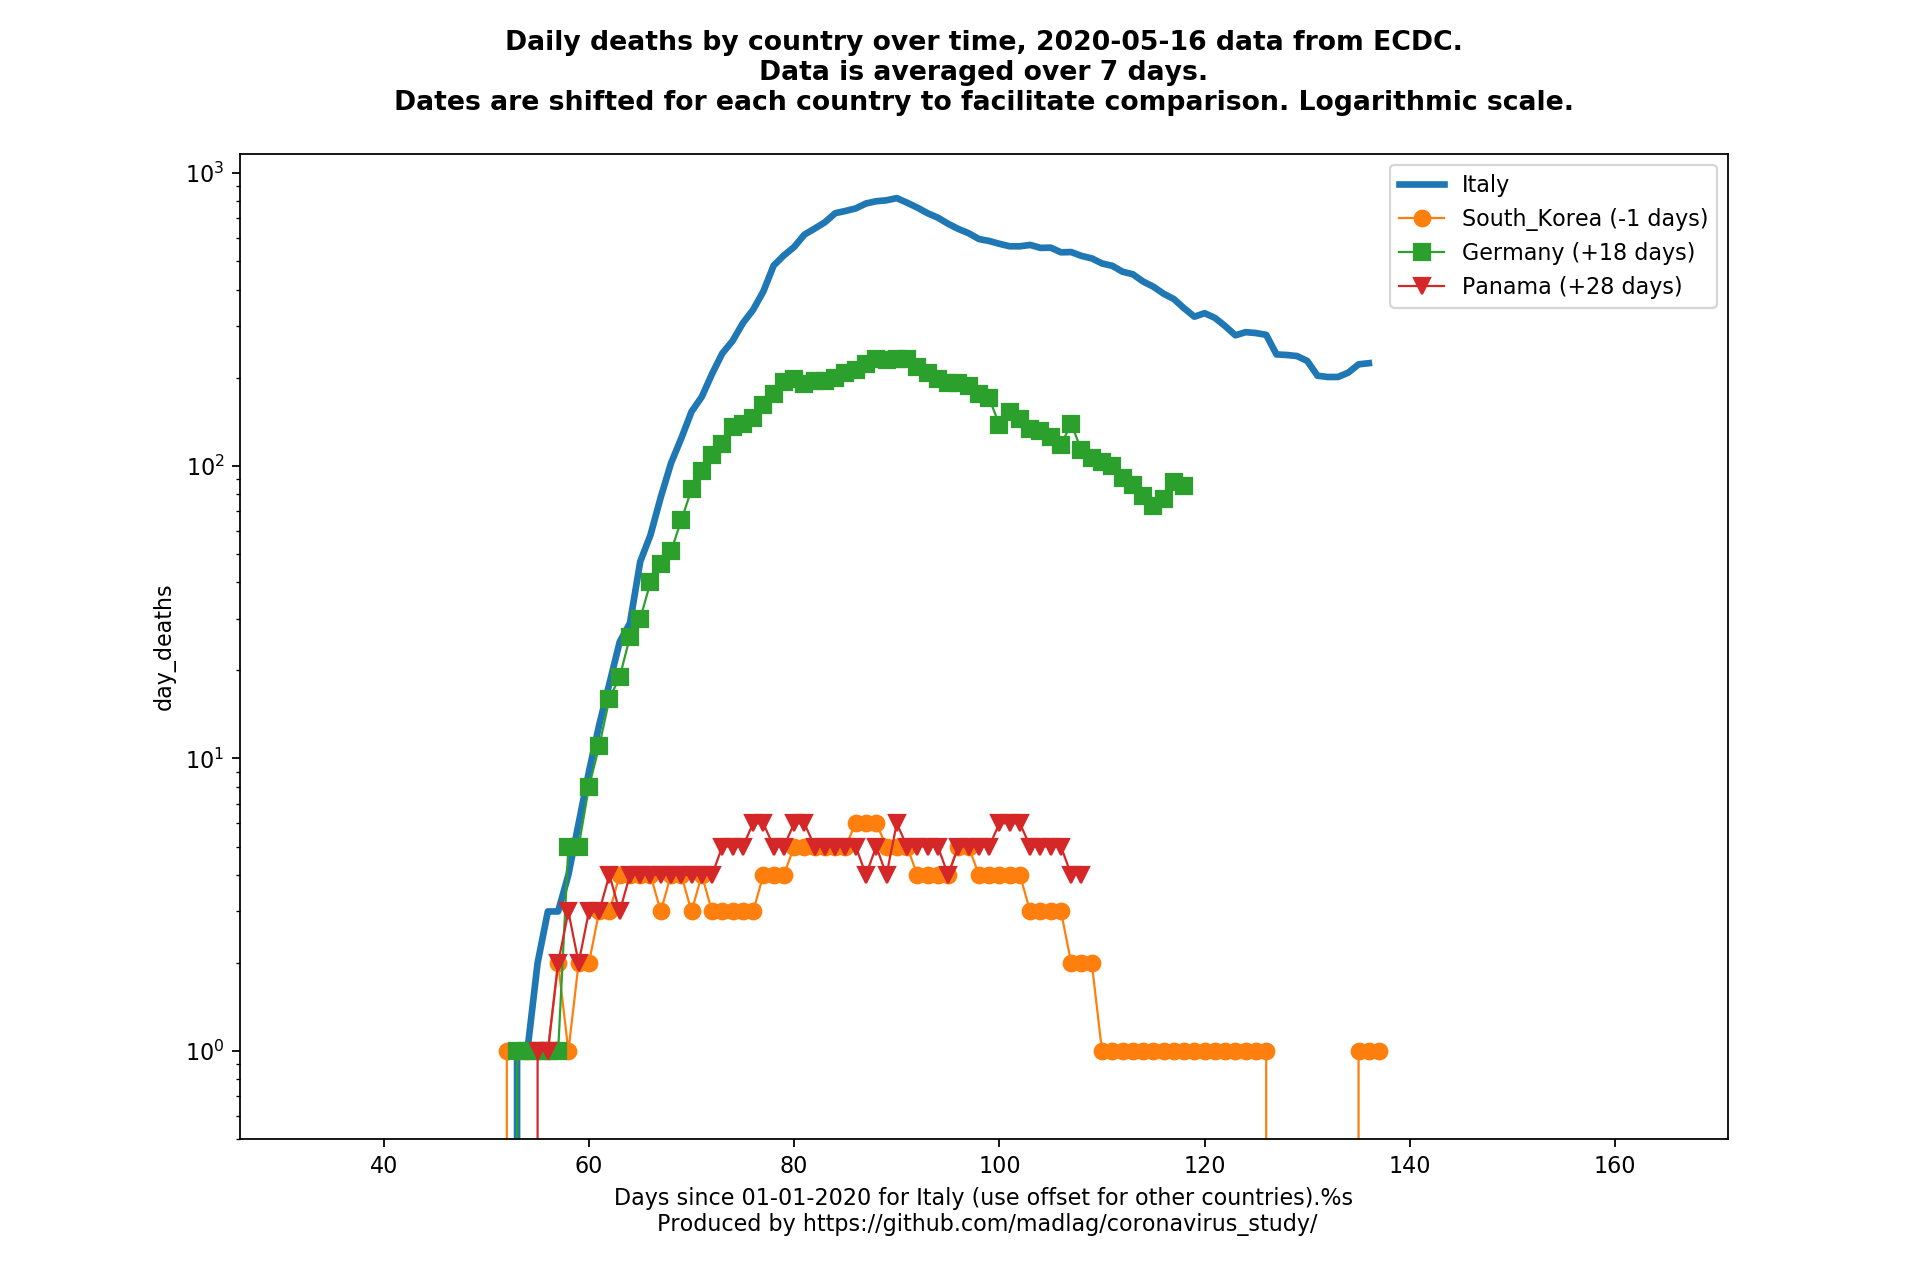 Daily deaths by country over time, 2020-05-16 data from ECDC.
Data is averaged over 7 days.
Dates are shifted for each country to facilitate comparison. Logarithmic scale.
10³
10²
10¹
10⁰
day_deaths
Italy
South_Korea (-1 days)
Germany (+18 days)
Panama (+28 days)
40 60 80 100 120 140 160
Days since 01-01-2020 for Italy (use offset for other countries).%s
Produced by https://github.com/madlag/coronavirus_study/